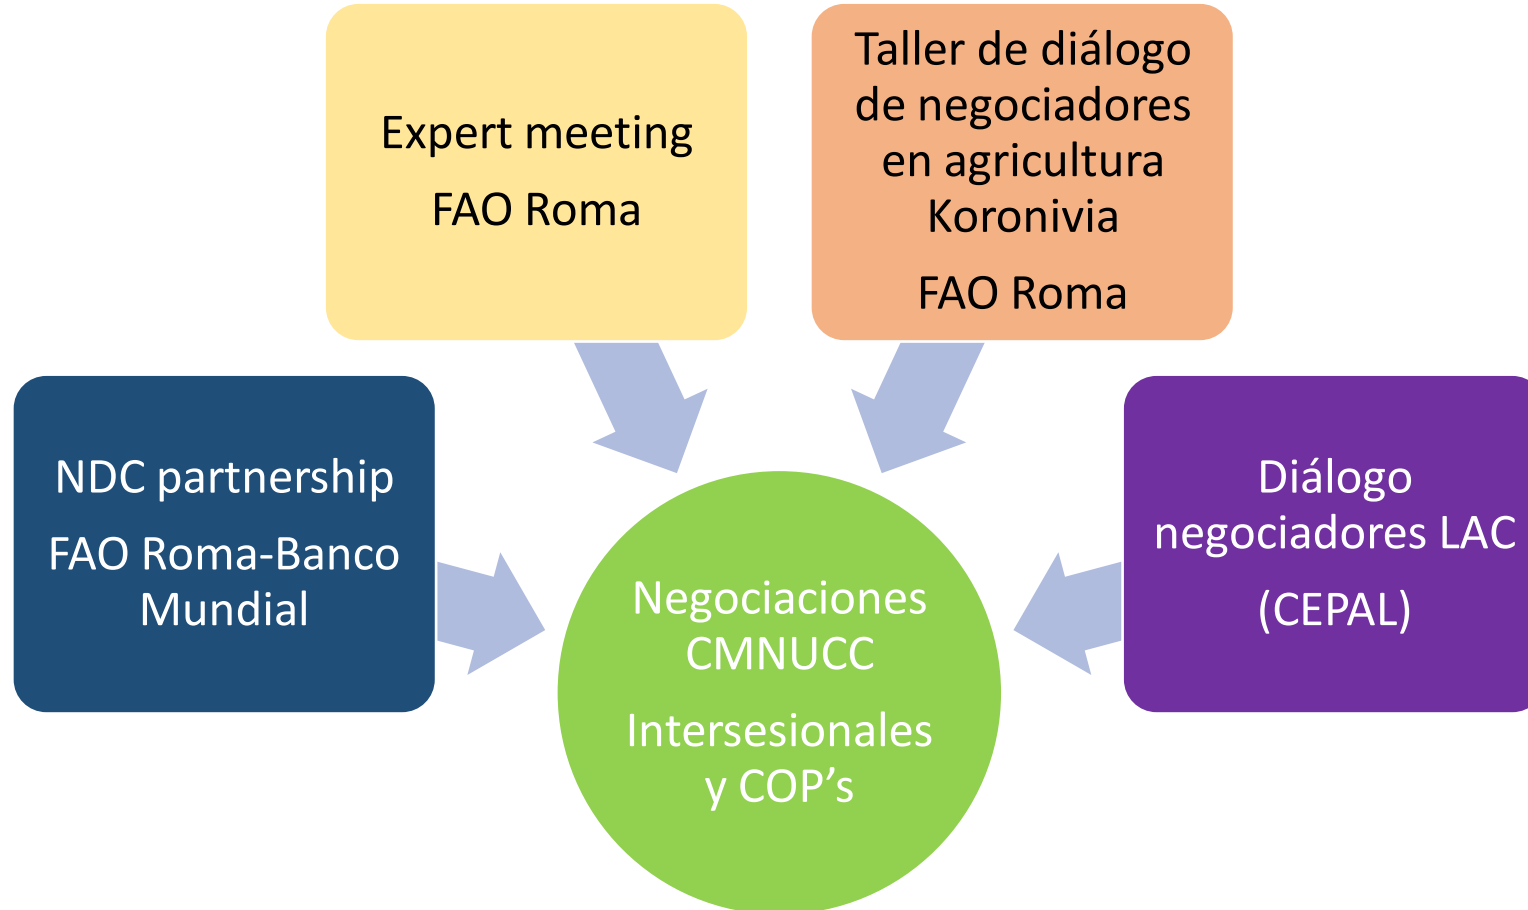 Expert meeting
FAO Roma
Taller de diálogo
de negociadores
en agricultura
Koronivia
FAO Roma
NDC partnership
FAO Roma-Banco
Mundial
Diálogo
negociadores LAC
(CEPAL)
Negociaciones
CMNUCC
Intersesionales
y COP’s